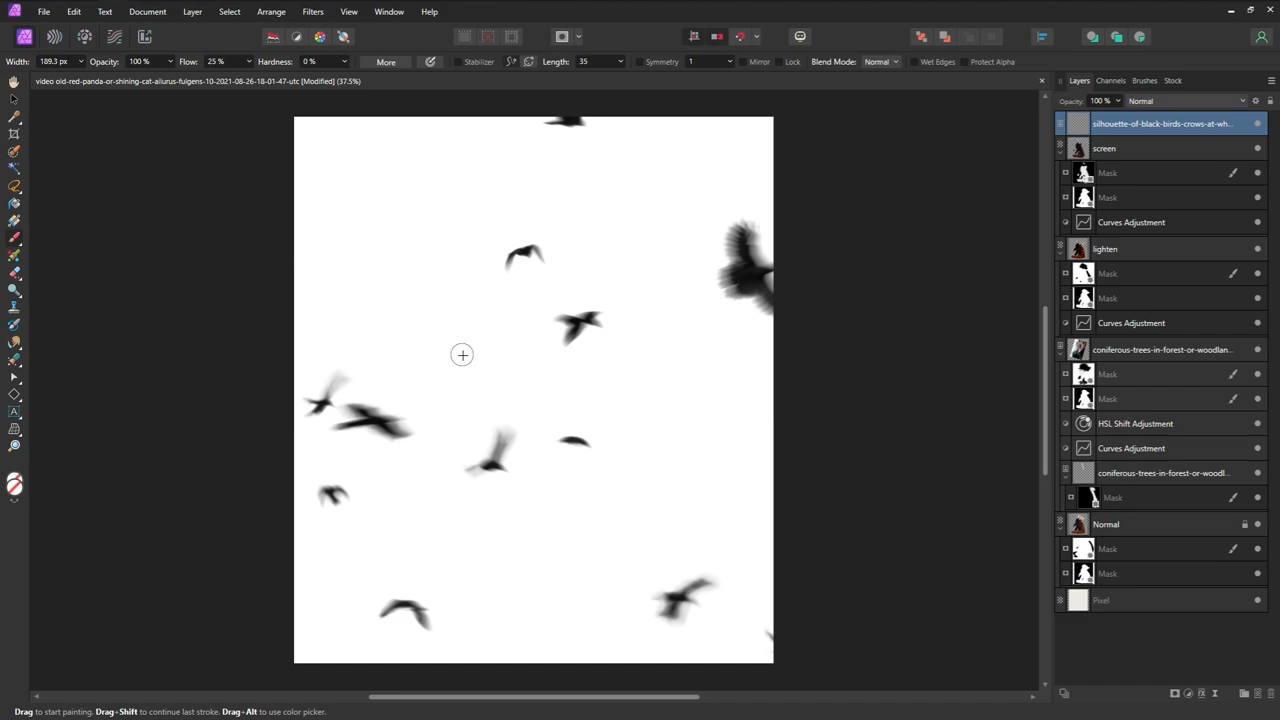 File Edit Text Document Layer Select Arrange Filters View Window Help
Width: 189.3 px Opacity: 100 % Flow: 25 % Hardness: 0 % More Stabilizer Length: 35 Symmetry 1 Mirror Lock Blend Mode: Normal Wet Edges Protect Alpha
video old-red-panda-or-shining-cat-ailurus-fulgens-10-2021-08-26-18-01-47-utc [Modified] (37.5%)
Layers Channels Brushes Stock
Opacity: 100 % Normal
silhouette-of-black-birds-crows-at-wh...
screen
Mask
Mask
Curves Adjustment
lighten
Mask
Mask
Curves Adjustment
coniferous-trees-in-forest-or-woodlan...
Mask
Mask
HSL Shift Adjustment
Curves Adjustment
coniferous-trees-in-forest-or-woodl...
Mask
Normal
Mask
Mask
Pixel
Drag to start painting. Drag+Shift to continue last stroke. Drag+Alt to use color picker.